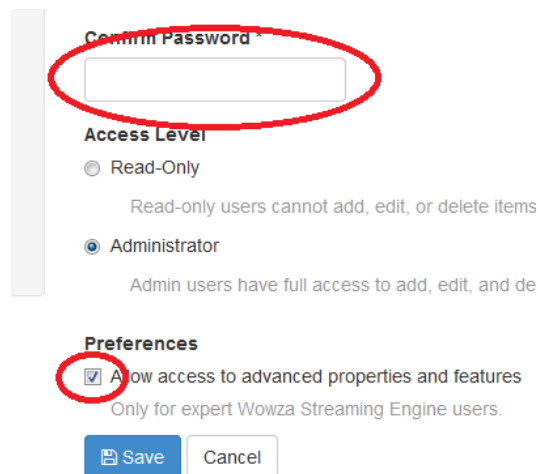 Confirm Password *
Access Level
Read-Only
Read-only users cannot add, edit, or delete items
Administrator
Admin users have full access to add, edit, and de
Preferences
Allow access to advanced properties and features
Only for expert Wowza Streaming Engine users.
Save Cancel